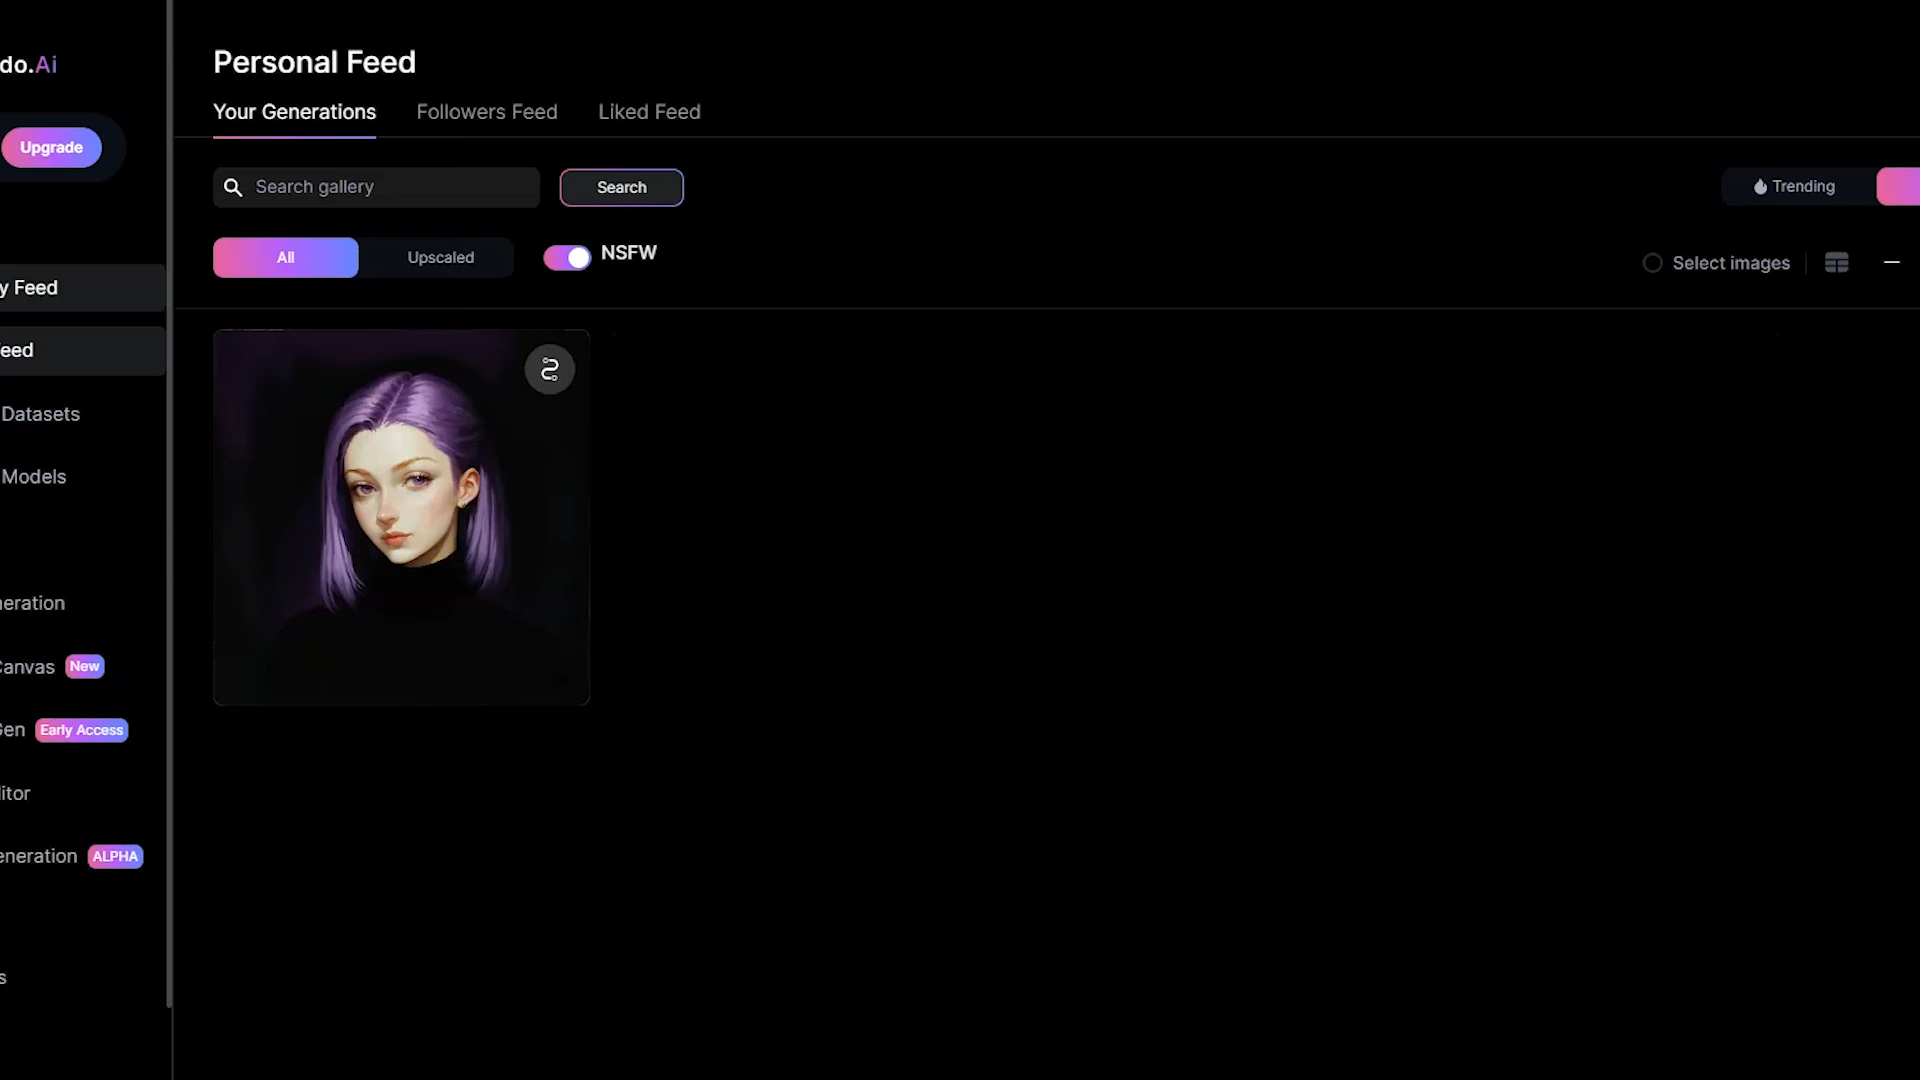 do.Ai
Upgrade
y Feed
eed
Datasets
Models
neration
Canvas New
Gen Early Access
itor
eneration ALPHA
s
Personal Feed
Your Generations Followers Feed Liked Feed
Search gallery Search Trending
All Upscaled NSFW
Select images